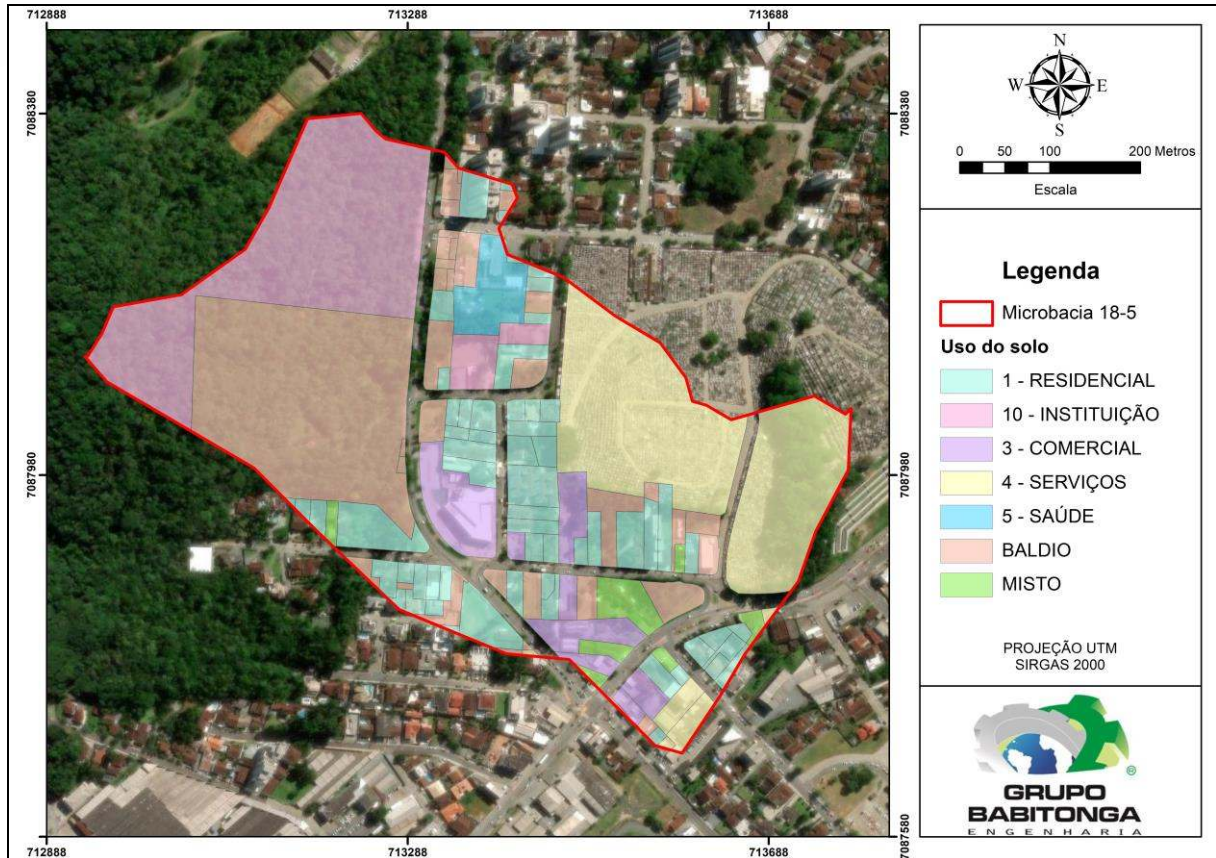 712888
713288
713688
7088380
7087980
7087580
712888
713288
713688
7088380
7087980
7087580
N
W
E
S
0
50
100
200 Metros
Escala
Legenda
Microbacia 18-5
Uso do solo
1 - RESIDENCIAL
10 - INSTITUIÇÃO
3 - COMERCIAL
4 - SERVIÇOS
5 - SAÚDE
BALDIO
MISTO
PROJEÇÃO UTM
SIRGAS 2000
®
GRUPO
BABITONGA
ENGENHARIA